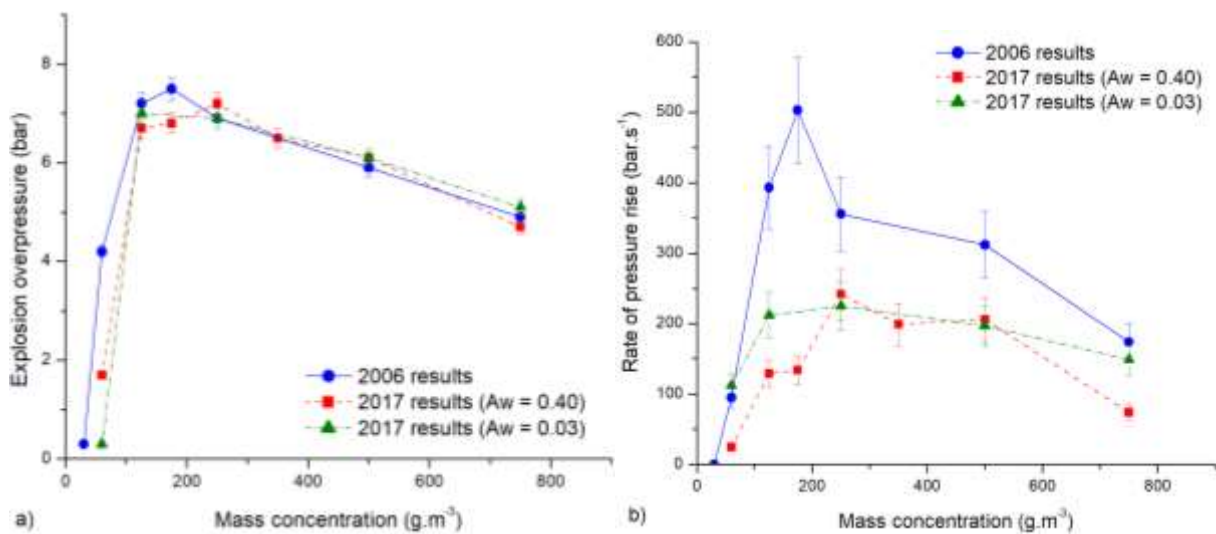 Explosion overpressure (bar)
8
6
4
2
0
2006 results
2017 results (Aw = 0.40)
2017 results (Aw = 0.03)
0
200
400
600
800
Mass concentration (g.m⁻³)
a)
Rate of pressure rise (bar.s⁻¹)
600
500
400
300
200
100
0
2006 results
2017 results (Aw = 0.40)
2017 results (Aw = 0.03)
0
200
400
600
800
Mass concentration (g.m⁻³)
b)